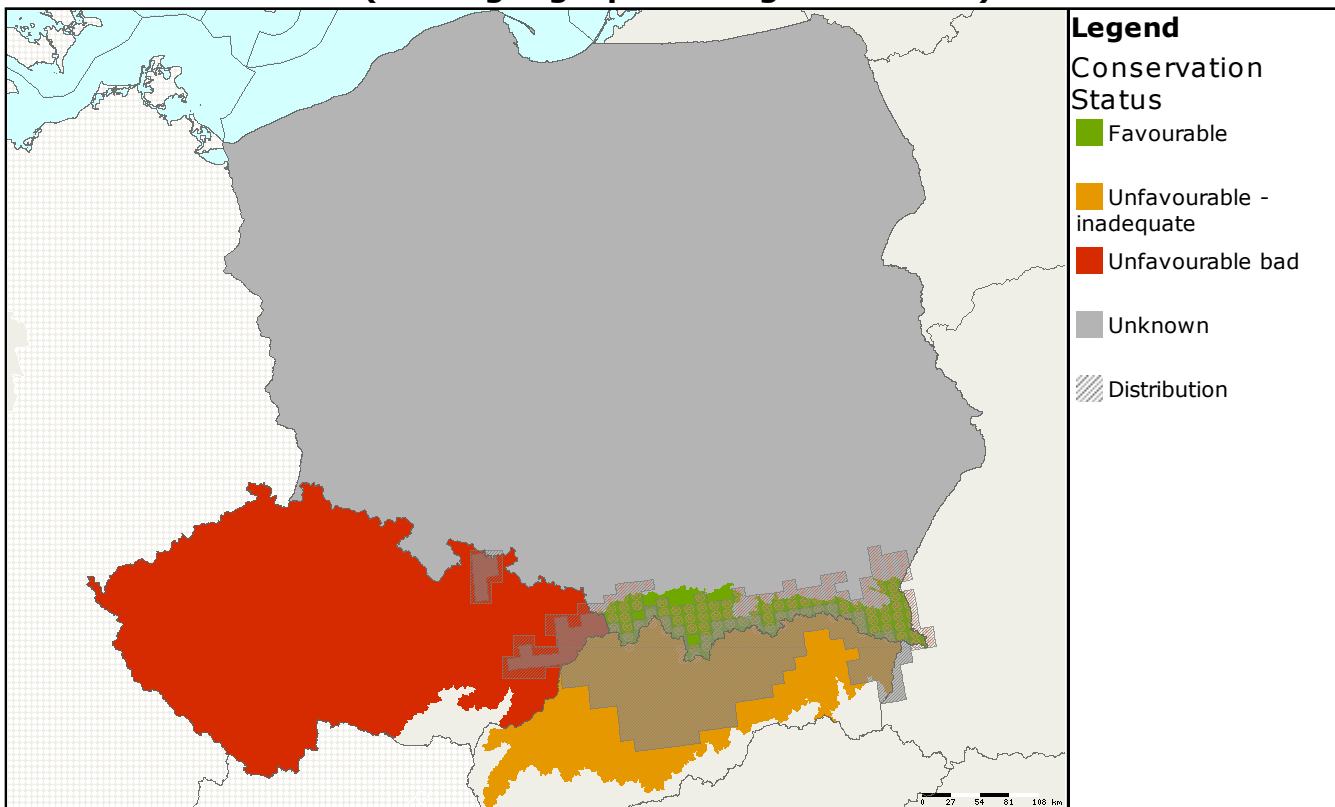 Legend
Conservation
Status
Favourable
Unfavourable -
inadequate
Unfavourable bad
Unknown
Distribution
0 27 54 81 108 km